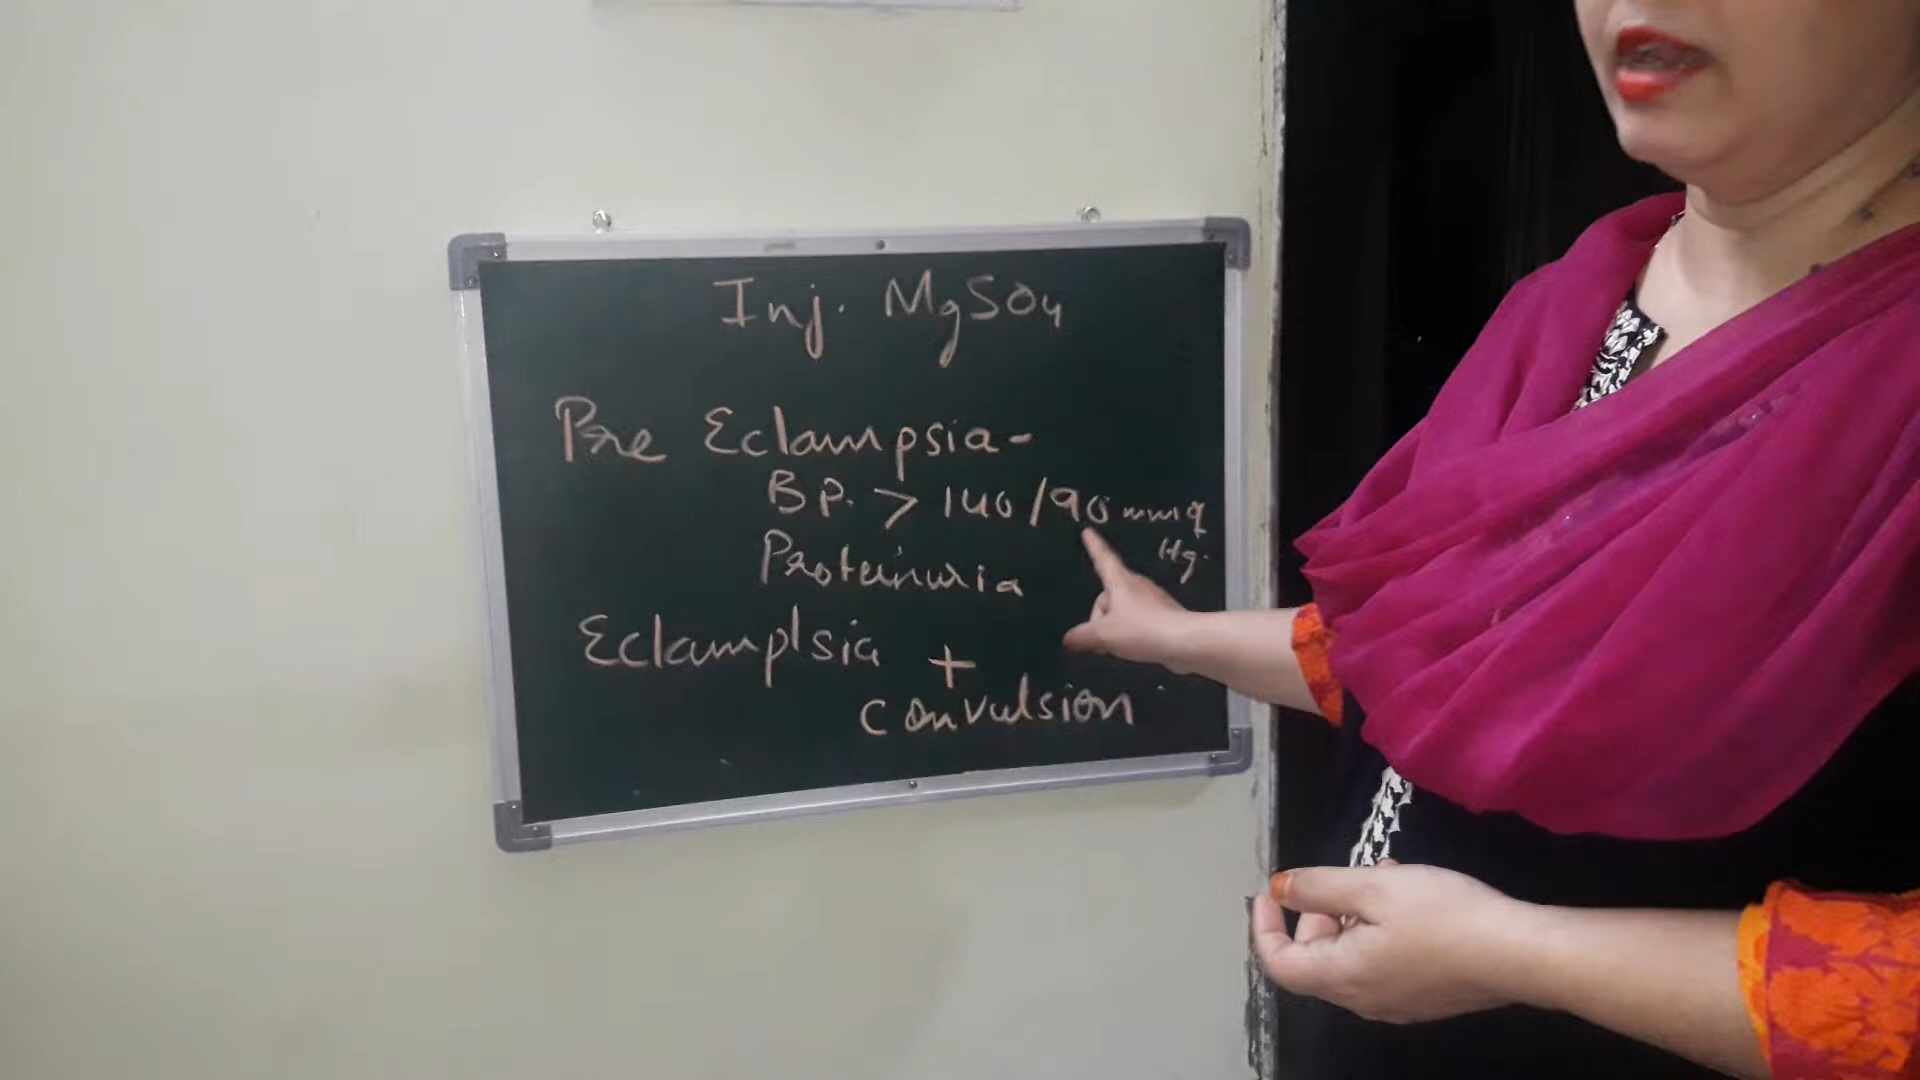 Inj. MgSO4
Pre Eclampsia-
BP. > 140/90 mm of
Hg.
Proteinuria
Eclamplsia +
convulsion